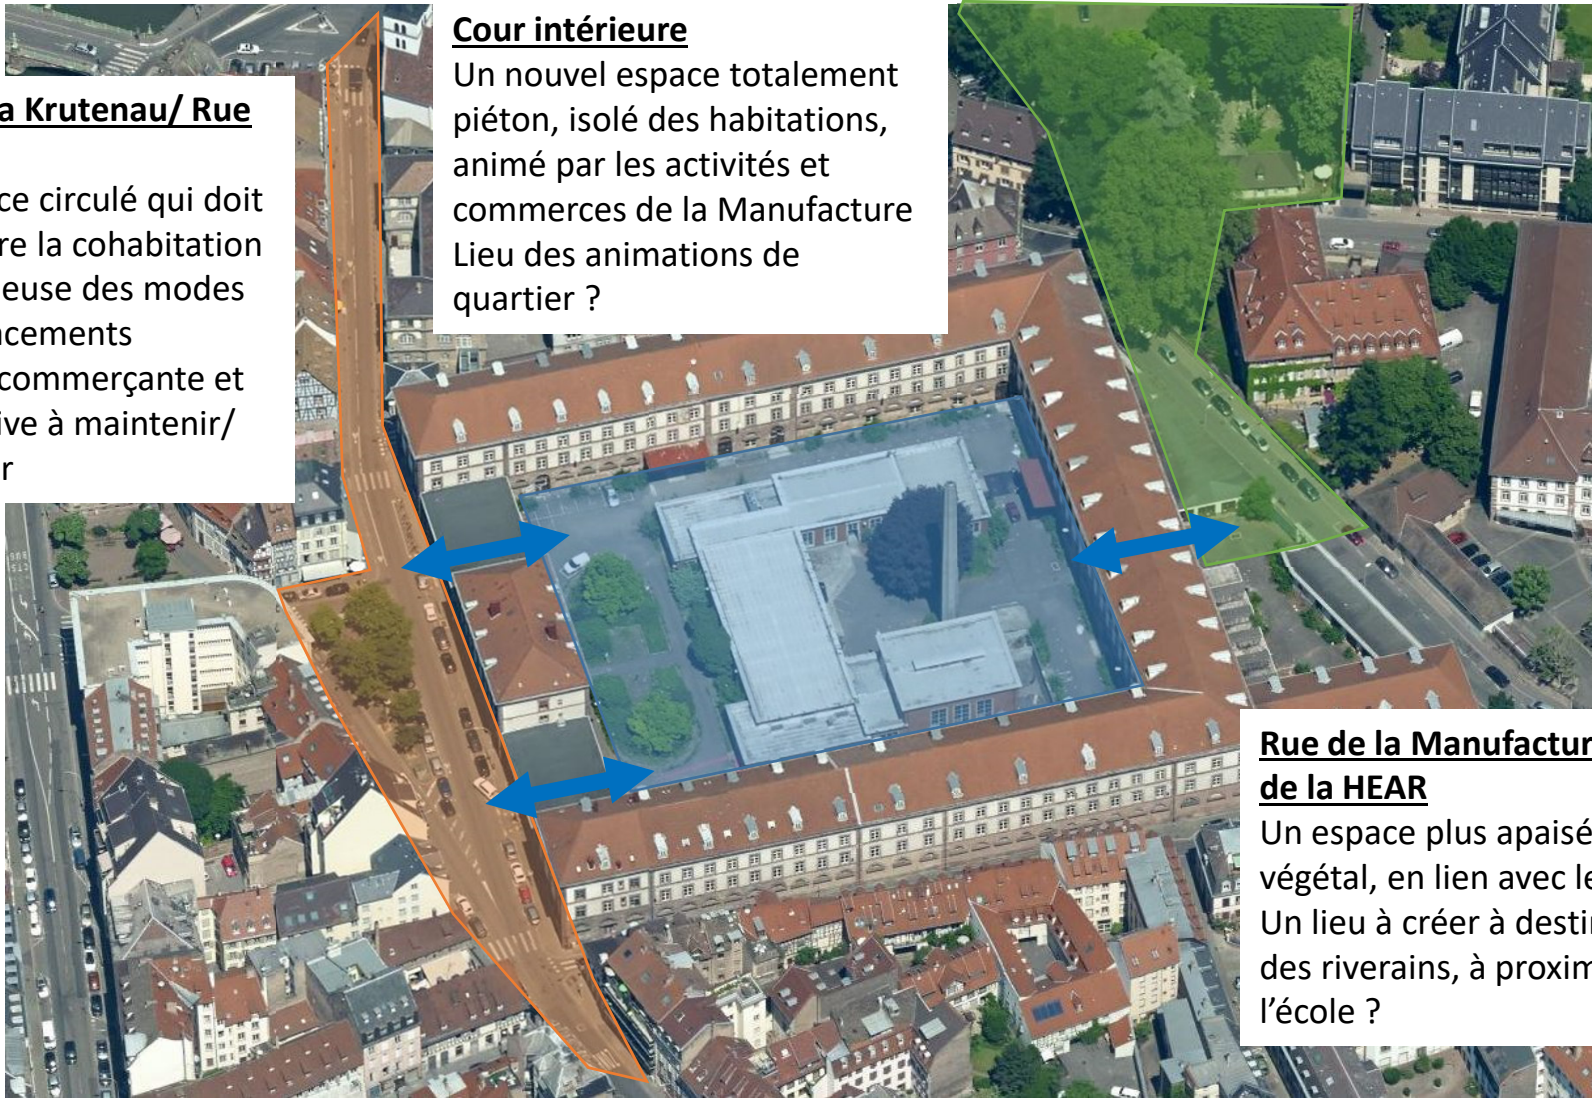 a Krutenau/ Rue
ce circulé qui doit
re la cohabitation
euse des modes
acements
commerçante et
ive à maintenir/
r
Cour intérieure
Un nouvel espace totalement
piéton, isolé des habitations,
animé par les activités et
commerces de la Manufacture
Lieu des animations de
quartier ?
Rue de la Manufactur
de la HEAR
Un espace plus apaisé
végétal, en lien avec le
Un lieu à créer à destin
des riverains, à proxim
l'école ?